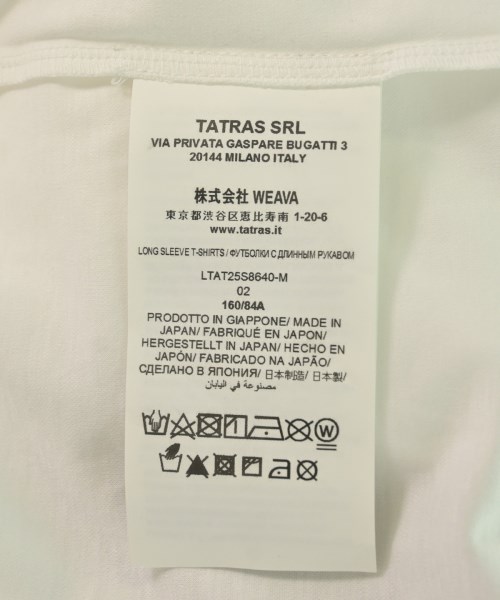 TATRAS SRL
VIA PRIVATA GASPARE BUGATTI 3
20144 MILANO ITALY
株式会社 WEAVA
東京都渋谷区恵比寿南 1-20-6
www.tatras.it
LONG SLEEVE T-SHIRTS / ФУТБОЛКИ С ДЛИННЫМ РУКАВОМ
LTAT25S8640-M
02
160/84A
PRODOTTO IN GIAPPONE/ MADE IN
JAPAN/ FABRIQUÉ EN JAPON/
HERGESTELLT IN JAPAN/ HECHO EN
JAPÓN/ FABRICADO NA JAPÃO/
СДЕЛАНО В ЯПОНИЯ/ 日本制造/ 日本製/
مصنوعة في اليابان
W